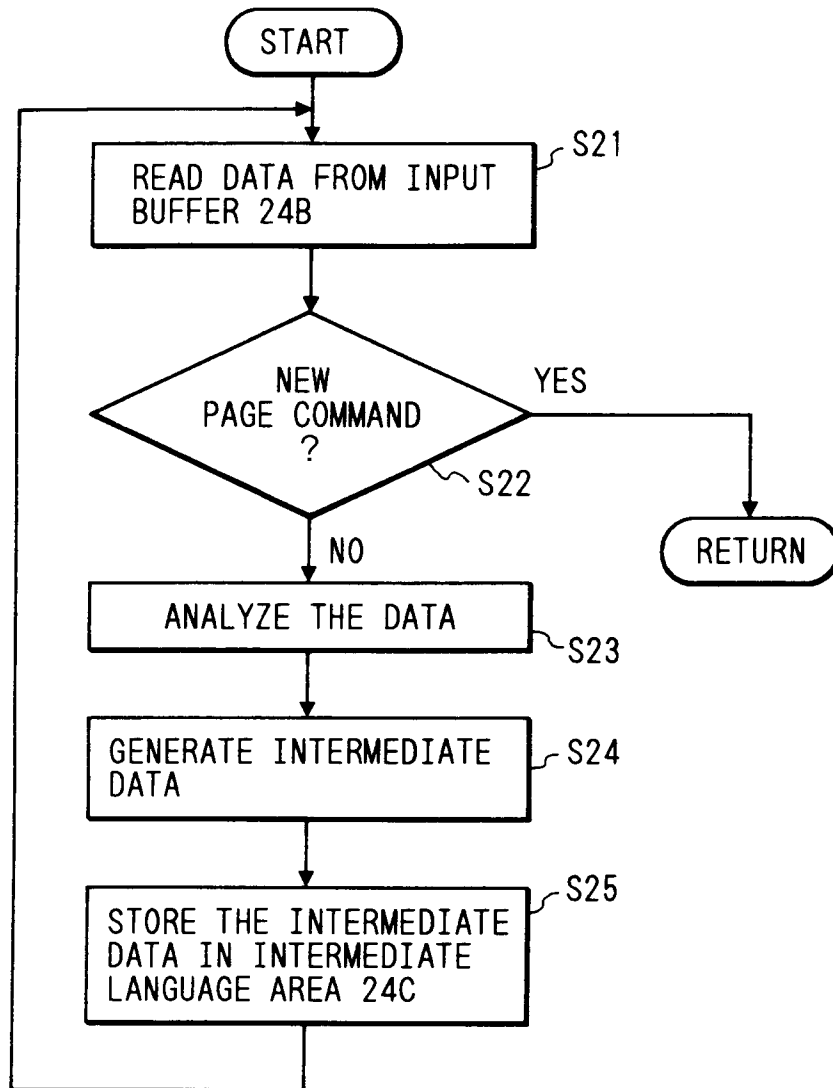 START
S21
READ DATA FROM INPUT
BUFFER 24B
NEW
PAGE COMMAND
?
YES
S22
NO
RETURN
ANALYZE THE DATA
S23
GENERATE INTERMEDIATE
DATA
S24
S25
STORE THE INTERMEDIATE
DATA IN INTERMEDIATE
LANGUAGE AREA 24C